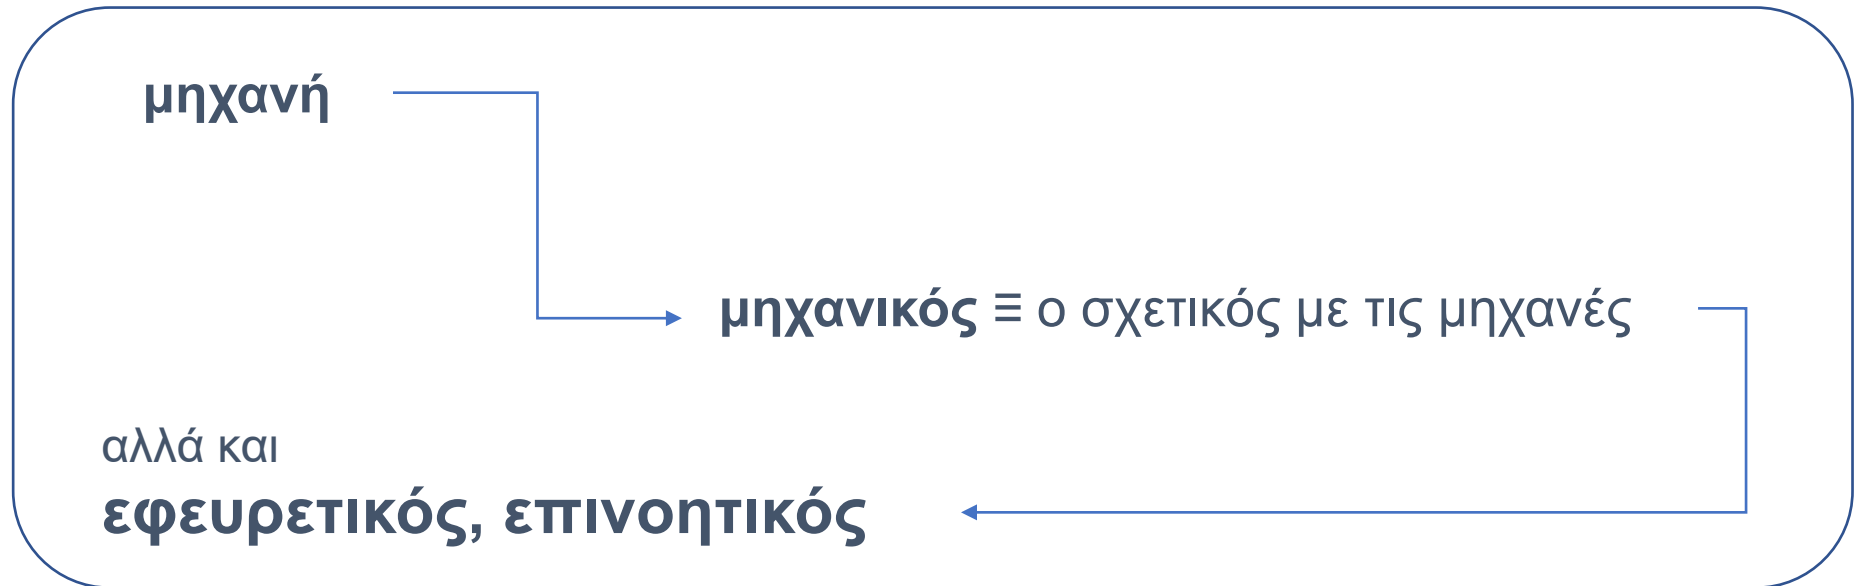 μηχανή
μηχανικός ≡ ο σχετικός με τις μηχανές
αλλά και
εφευρετικός, επινοητικός